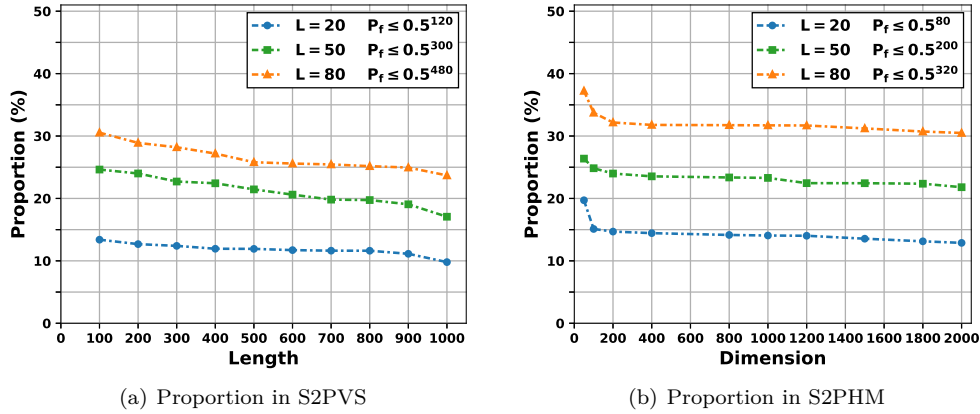 50
40
30
20
10
0
Proportion (%)
L = 20 P_f ≤ 0.5^120
L = 50 P_f ≤ 0.5^300
L = 80 P_f ≤ 0.5^480
0 100 200 300 400 500 600 700 800 900 1000
Length
(a) Proportion in S2PVS
50
40
30
20
10
0
Proportion (%)
L = 20 P_f ≤ 0.5^80
L = 50 P_f ≤ 0.5^200
L = 80 P_f ≤ 0.5^320
0 200 400 600 800 1000 1200 1400 1600 1800 2000
Dimension
(b) Proportion in S2PHM